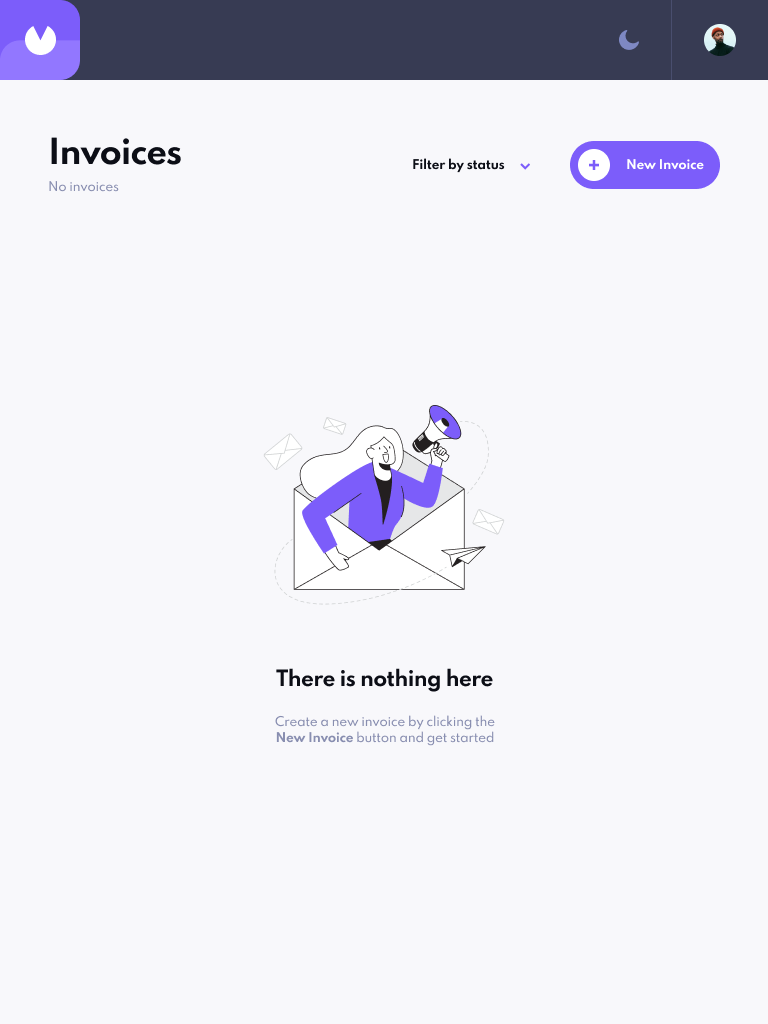 Invoices
No invoices
Filter by status
New Invoice
There is nothing here
Create a new invoice by clicking the
New Invoice button and get started